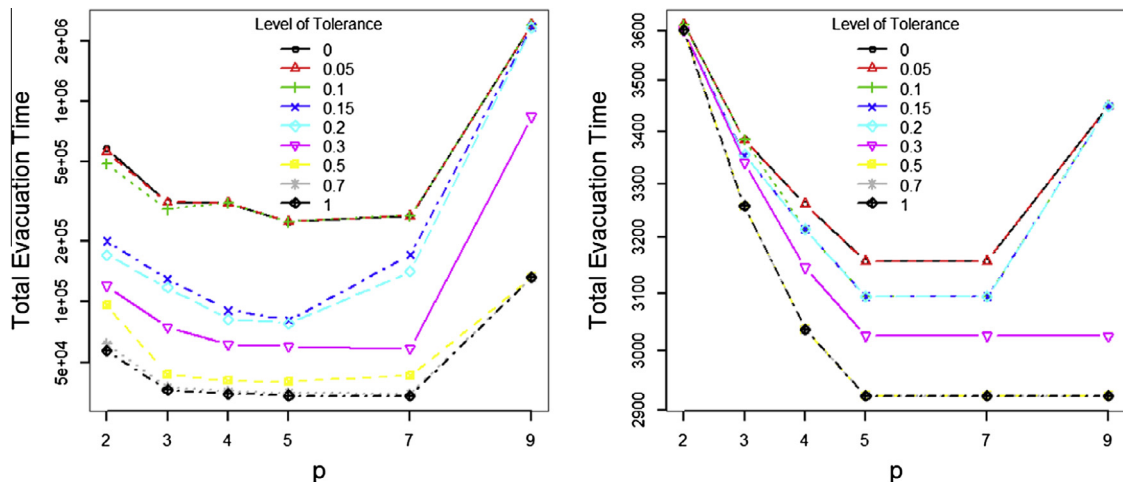 Level of Tolerance
0
0.05
0.1
0.15
0.2
0.3
0.5
0.7
1
Total Evacuation Time
2e+06
1e+06
5e+05
2e+05
1e+05
5e+04
2 3 4 5 7 9
p
Level of Tolerance
0
0.05
0.1
0.15
0.2
0.3
0.5
0.7
1
Total Evacuation Time
3600
3500
3400
3300
3200
3100
3000
2900
2 3 4 5 7 9
p